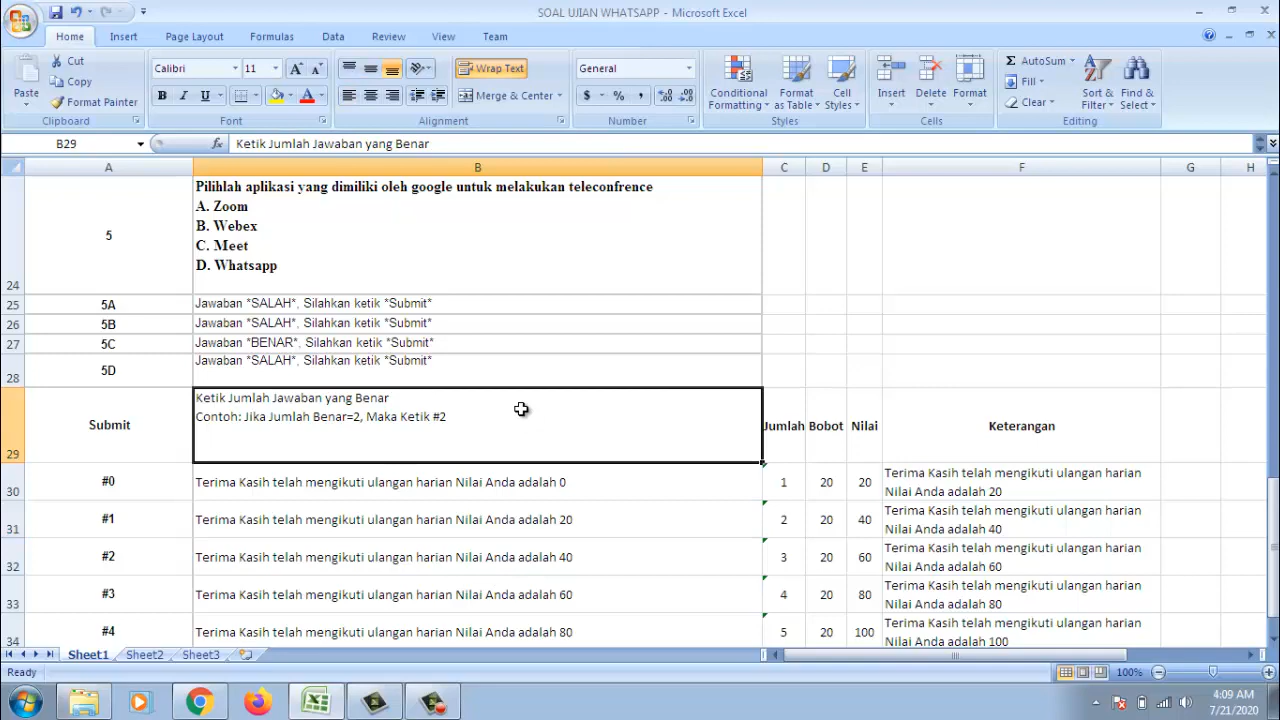 SOAL UJIAN WHATSAPP - Microsoft Excel
Home Insert Page Layout Formulas Data Review View Team
Paste
Cut
Copy
Format Painter
Clipboard
Calibri 11
B I U
Font
Wrap Text
Merge & Center
Alignment
General
$ % ,
Number
Conditional Formatting
Format as Table
Cell Styles
Styles
Insert Delete Format
Cells
Σ AutoSum
Fill
Clear
Sort & Filter
Find & Select
Editing
B29 fx Ketik Jumlah Jawaban yang Benar
A B C D E F G H
24 5 Pilihlah aplikasi yang dimiliki oleh google untuk melakukan teleconfrence
A. Zoom
B. Webex
C. Meet
D. Whatsapp
25 5A Jawaban *SALAH*, Silahkan ketik *Submit*
26 5B Jawaban *SALAH*, Silahkan ketik *Submit*
27 5C Jawaban *BENAR*, Silahkan ketik *Submit*
28 5D Jawaban *SALAH*, Silahkan ketik *Submit*
29 Submit Ketik Jumlah Jawaban yang Benar
Contoh: Jika Jumlah Benar=2, Maka Ketik #2
Jumlah Bobot Nilai Keterangan
30 #0 Terima Kasih telah mengikuti ulangan harian Nilai Anda adalah 0 1 20 20 Terima Kasih telah mengikuti ulangan harian
Nilai Anda adalah 20
31 #1 Terima Kasih telah mengikuti ulangan harian Nilai Anda adalah 20 2 20 40 Terima Kasih telah mengikuti ulangan harian
Nilai Anda adalah 40
32 #2 Terima Kasih telah mengikuti ulangan harian Nilai Anda adalah 40 3 20 60 Terima Kasih telah mengikuti ulangan harian
Nilai Anda adalah 60
33 #3 Terima Kasih telah mengikuti ulangan harian Nilai Anda adalah 60 4 20 80 Terima Kasih telah mengikuti ulangan harian
Nilai Anda adalah 80
34 #4 Terima Kasih telah mengikuti ulangan harian Nilai Anda adalah 80 5 20 100 Terima Kasih telah mengikuti ulangan harian
Nilai Anda adalah 100
Sheet1 Sheet2 Sheet3
Ready 100%
4:09 AM
7/21/2020